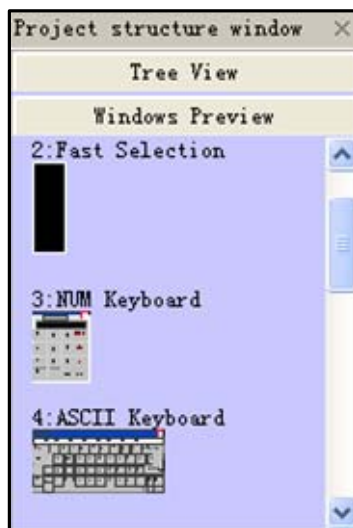 Project structure window
Tree View
Windows Preview
2:Fast Selection
3:NUM Keyboard
4:ASCII Keyboard